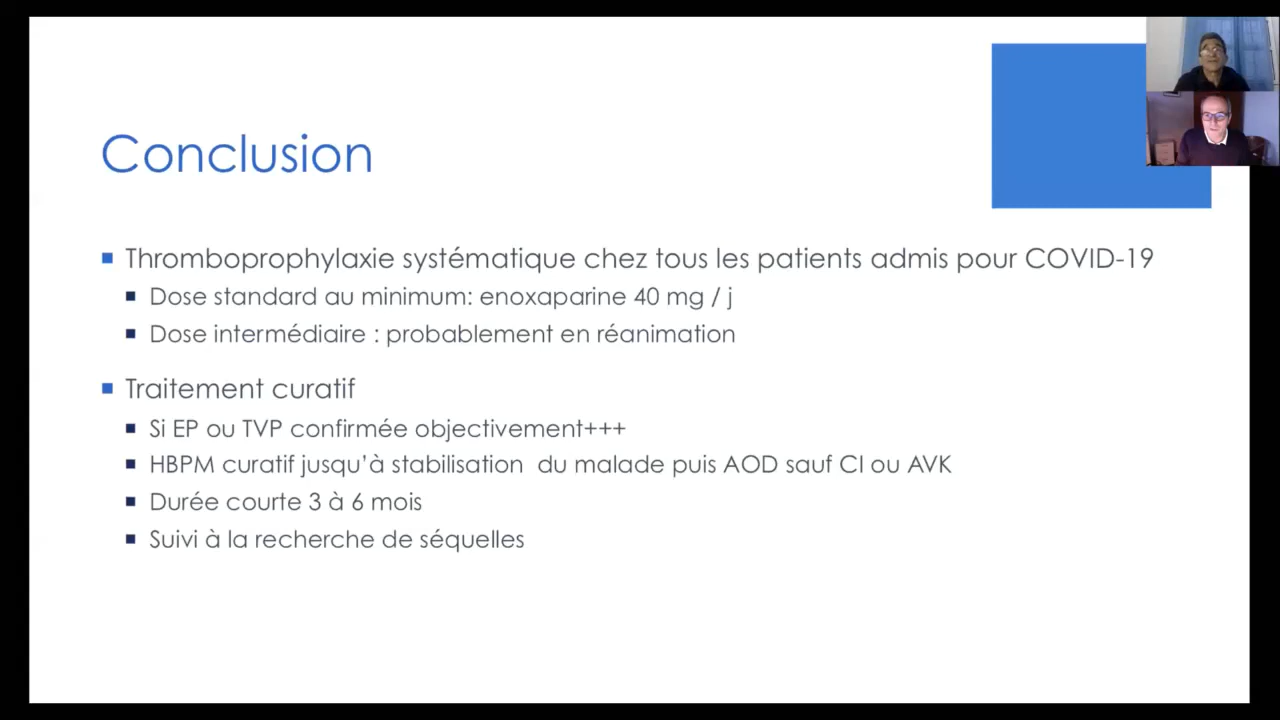 Conclusion
Thromboprophylaxie systématique chez tous les patients admis pour COVID-19
Dose standard au minimum: enoxaparine 40 mg / j
Dose intermédiaire : probablement en réanimation
Traitement curatif
Si EP ou TVP confirmée objectivement+++
HBPM curatif jusqu’à stabilisation  du malade puis AOD sauf CI ou AVK
Durée courte 3 à 6 mois
Suivi à la recherche de séquelles